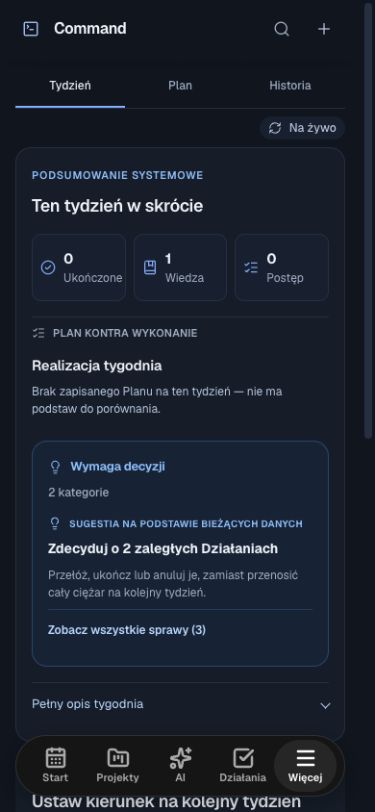 Command
Tydzień
Plan
Historia
Na żywo
PODSUMOWANIE SYSTEMOWE
Ten tydzień w skrócie
0
Ukończone
1
Wiedza
0
Postęp
PLAN KONTRA WYKONANIE
Realizacja tygodnia
Brak zapisanego Planu na ten tydzień — nie ma
podstaw do porównania.
Wymaga decyzji
2 kategorie
SUGESTIA NA PODSTAWIE BIEŻĄCYCH DANYCH
Zdecyduj o 2 zaległych Działaniach
Przełóż, ukończ lub anuluj je, zamiast przenosić
cały ciężar na kolejny tydzień.
Zobacz wszystkie sprawy (3)
Pełny opis tygodnia
Start
Projekty
AI
Działania
Więcej
Ustaw kierunek na kolejny tydzień